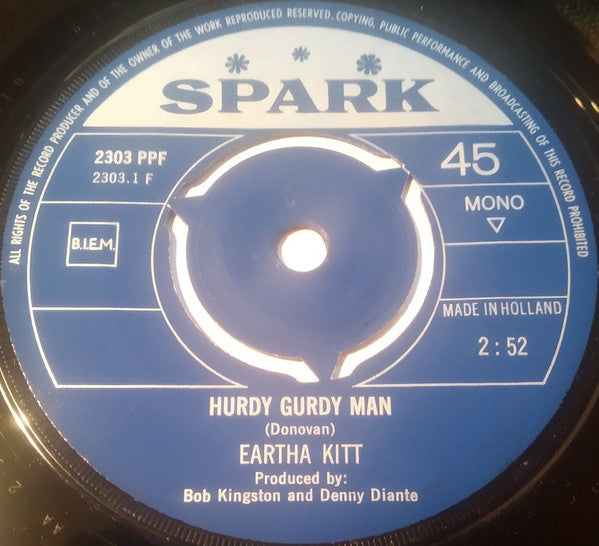 ALL RIGHTS OF THE RECORD PRODUCER AND OF THE OWNER OF THE WORK REPRODUCED RESERVED. COPYING, PUBLIC PERFORMANCE AND BROADCASTING OF THIS RECORD PROHIBITED
SPARK
2303 PPF
2303.1 F
45
MONO
B.I.E.M.
MADE IN HOLLAND
2:52
HURDY GURDY MAN
(Donovan)
EARTHA KITT
Produced by:
Bob Kingston and Denny Diante
AA 2